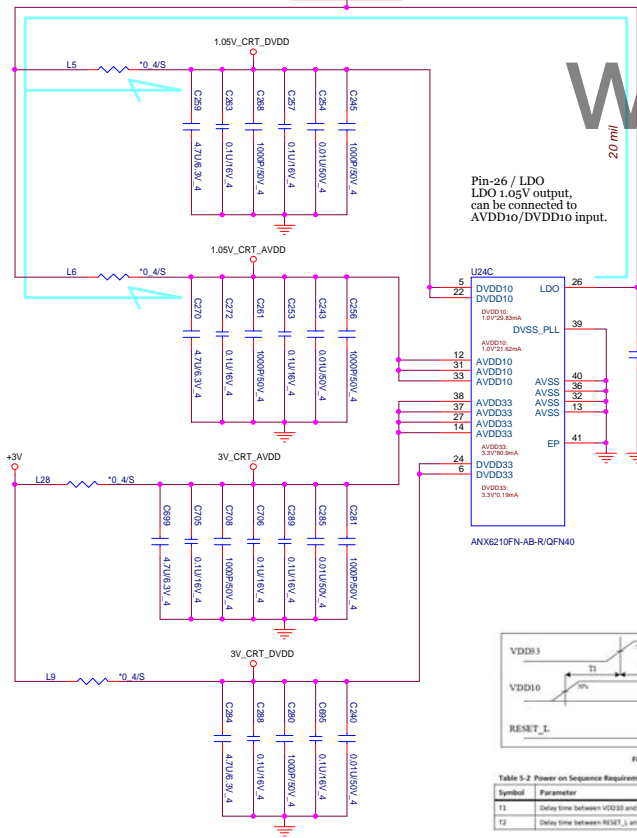 1.05V_CRT_DVDD
L5
*0_4/S
C259
C263
C268
C257
C254
C245
4.7U/6.3V_4
0.1U/16V_4
1000P/50V_4
0.1U/16V_4
0.01U/50V_4
1000P/50V_4
W
20 mil
Pin-26 / LDO
LDO 1.05V output,
can be connected to
AVDD10/DVDD10 input.
1.05V_CRT_AVDD
L6
*0_4/S
C270
C272
C261
C253
C243
C256
4.7U/6.3V_4
0.1U/16V_4
1000P/50V_4
0.1U/16V_4
0.01U/50V_4
1000P/50V_4
U24C
5 DVDD10 LDO 26
22 DVDD10
DVDD10:
1.0V*29.83mA
DVSS_PLL 39
AVDD10:
1.0V*21.62mA
12 AVDD10
31 AVDD10
33 AVDD10 AVSS 40
AVSS 36
38 AVDD33 AVSS 32
37 AVDD33 AVSS 13
27 AVDD33
14 AVDD33
EP 41
AVDD33:
3.3V*80.9mA
24 DVDD33
6 DVDD33
DVDD33:
3.3V*0.19mA
ANX6210FN-AB-R/QFN40
+3V
3V_CRT_AVDD
L28
*0_4/S
C699
C705
C708
C706
C289
C285
C281
4.7U/6.3V_4
0.1U/16V_4
1000P/50V_4
0.1U/16V_4
0.1U/16V_4
0.01U/50V_4
1000P/50V_4
3V_CRT_DVDD
L9
*0_4/S
C284
C288
C280
C695
C240
4.7U/6.3V_4
0.1U/16V_4
1000P/50V_4
0.1U/16V_4
0.01U/50V_4
VDD33
T1
VDD10
RESET_L
Table 5-2 Power on Sequence Requirem
Symbol Parameter
T1 Delay time between VDD10 and
T2 Delay time between RESET_L an